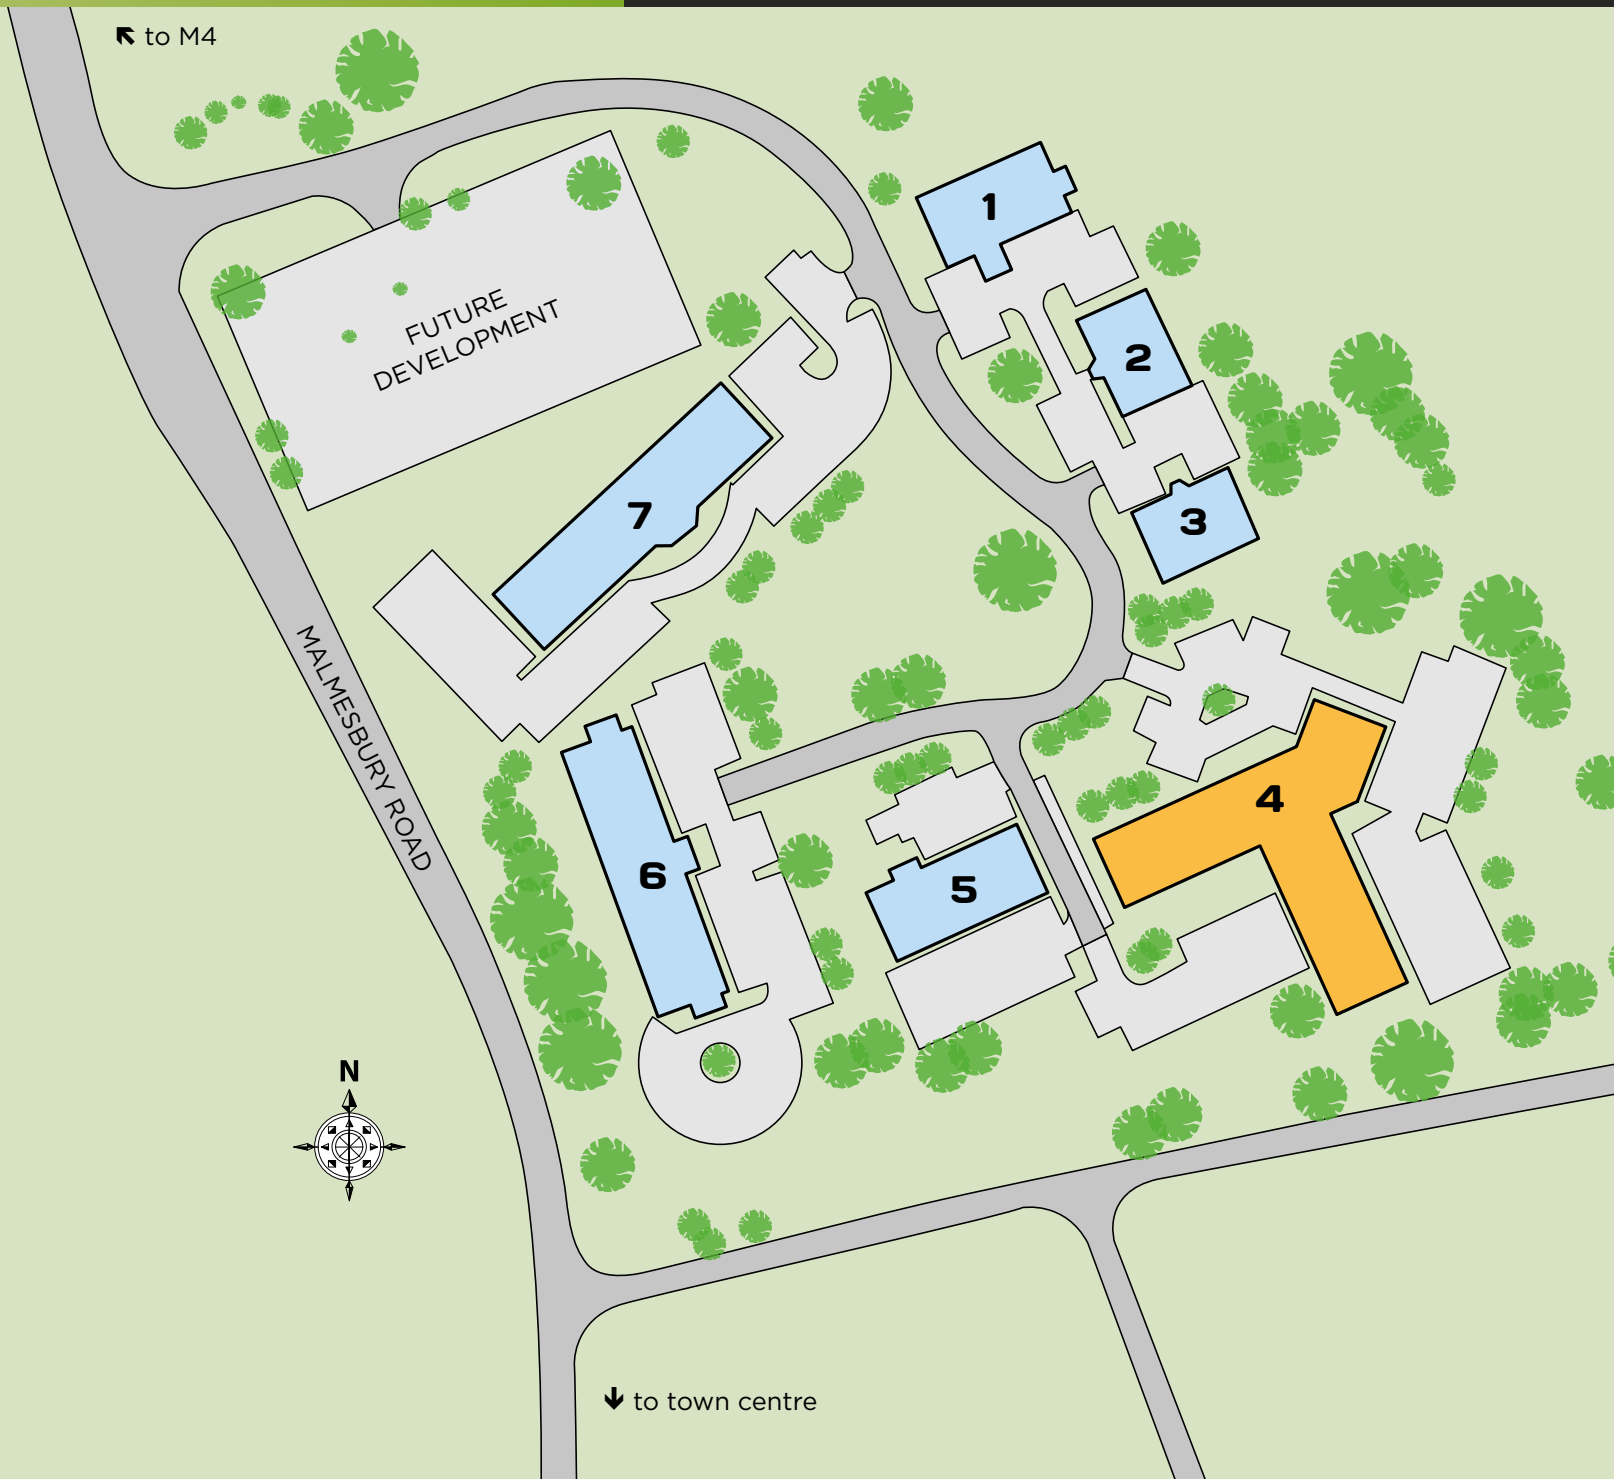 to M4
1
FUTURE
DEVELOPMENT
2
7
3
MALMESBURY ROAD
4
6
5
N
to town centre